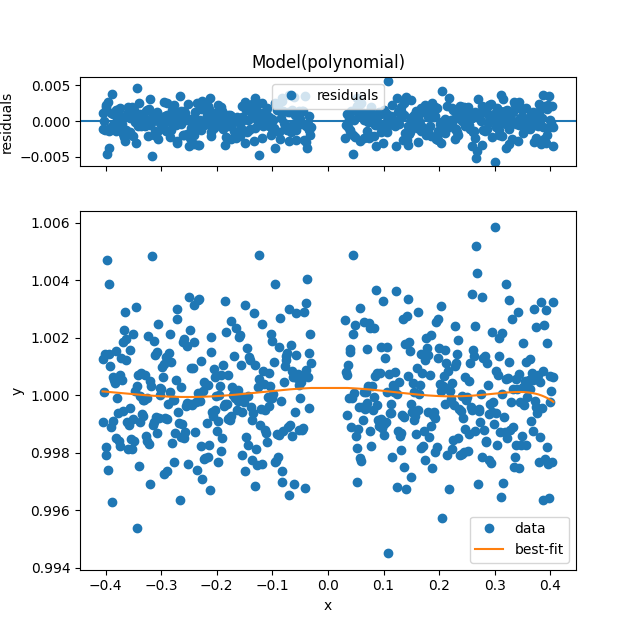 Model(polynomial)
residuals
0.005
0.000
−0.005
residuals
1.006
1.004
1.002
1.000
0.998
0.996
0.994
y
data
best-fit
−0.4
−0.3
−0.2
−0.1
0.0
0.1
0.2
0.3
0.4
x